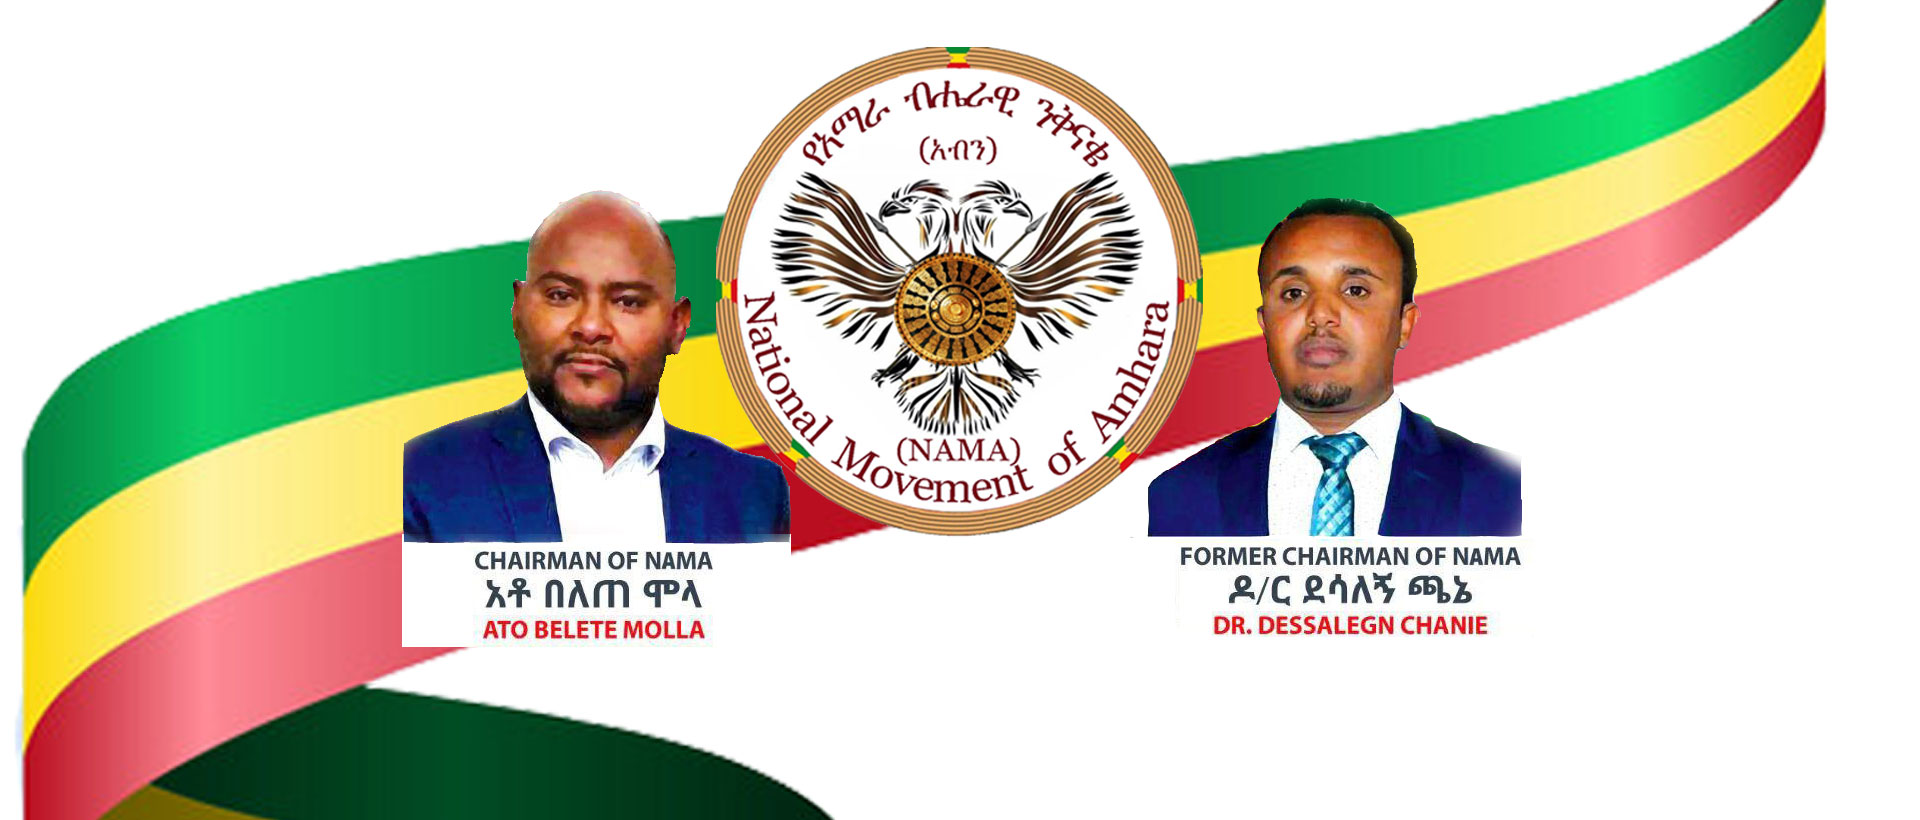 የአማራ ብሔራዊ ንቅናቄ
(አብን)
(NAMA)
National Movement of Amhara
CHAIRMAN OF NAMA
አቶ በለጠ ሞላ
ATO BELETE MOLLA
FORMER CHAIRMAN OF NAMA
ዶ/ር ደሳለኝ ጫኔ
DR. DESSALEGN CHANIE